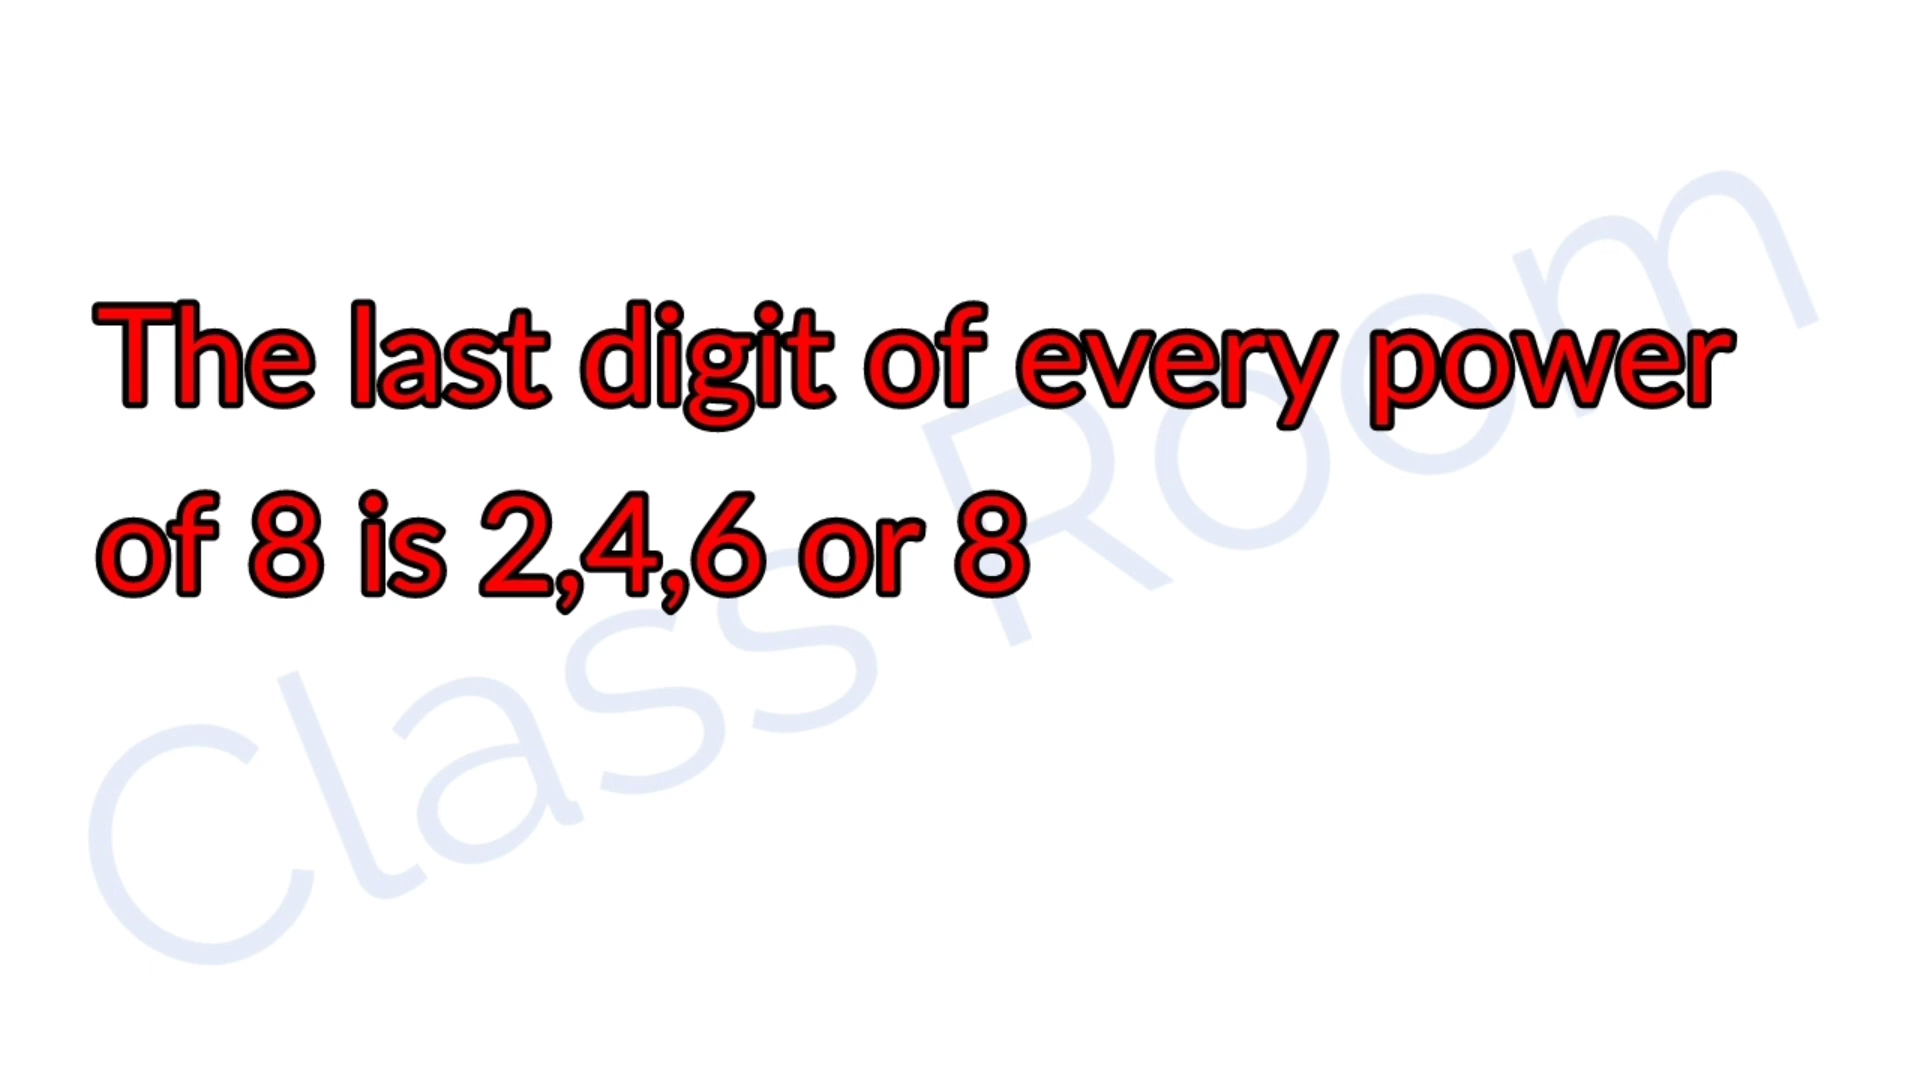 The last digit of every power
of 8 is 2,4,6 or 8
Class Room